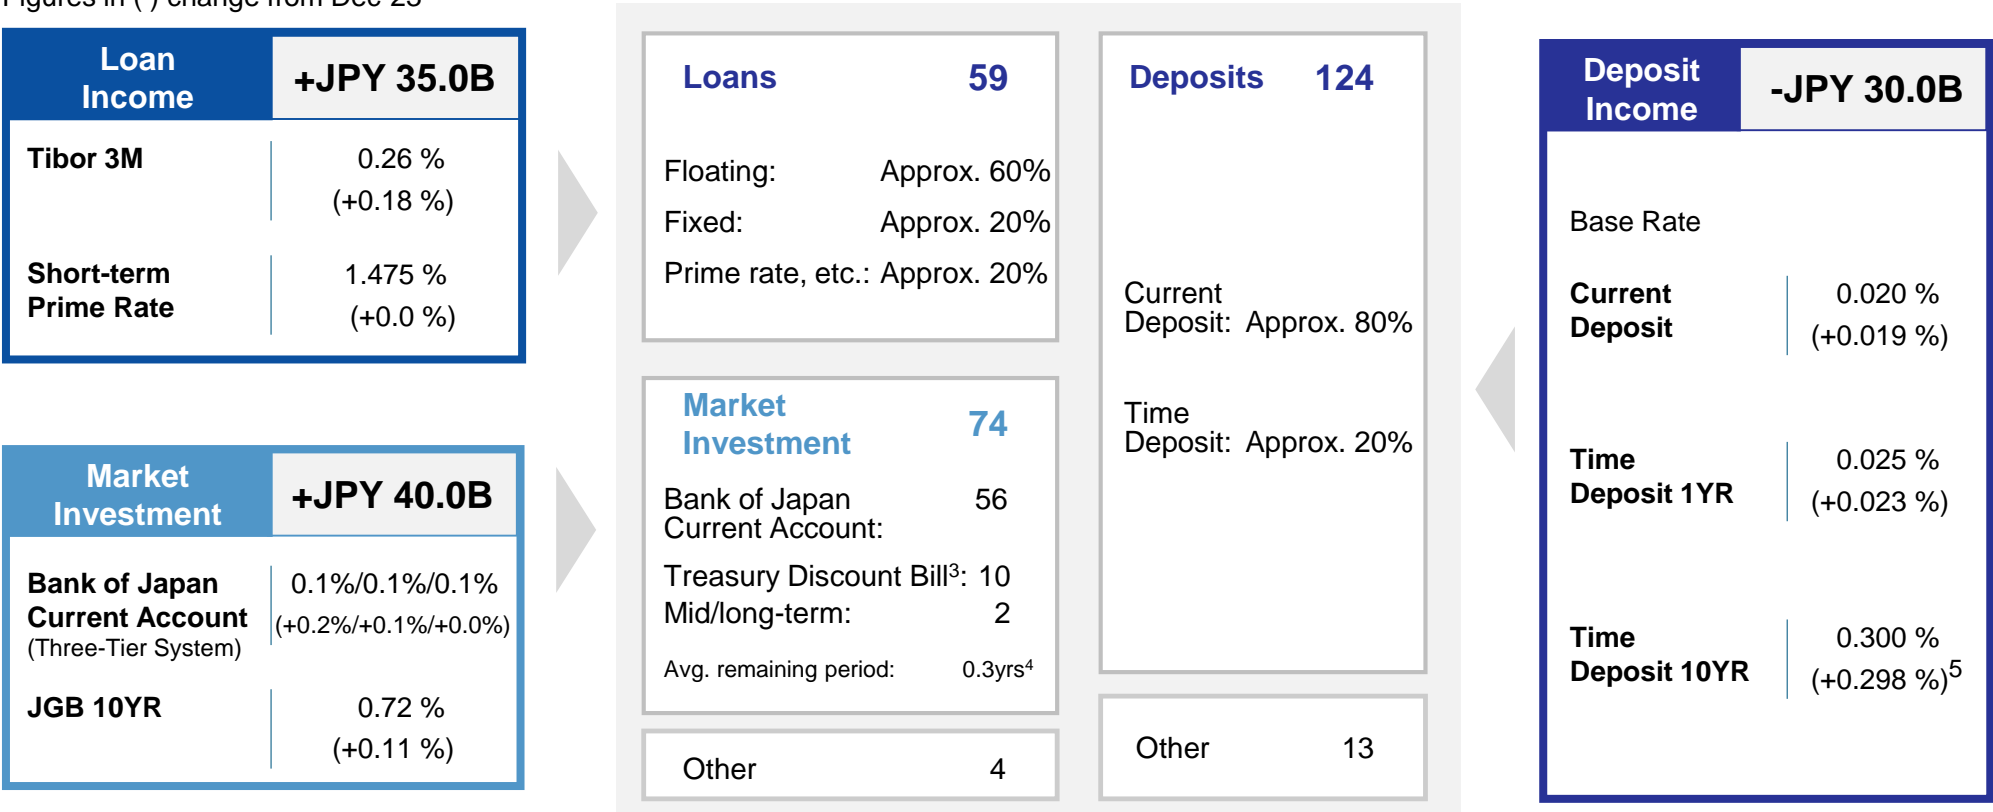 Figures in ( ) change from Dec-23
Loan
Income
+JPY 35.0B
Tibor 3M
0.26 %
(+0.18 %)
Short-term
Prime Rate
1.475 %
(+0.0 %)
Market
Investment
+JPY 40.0B
Bank of Japan
Current Account
(Three-Tier System)
0.1%/0.1%/0.1%
(+0.2%/+0.1%/+0.0%)
JGB 10YR
0.72 %
(+0.11 %)
Loans 59
Floating: Approx. 60%
Fixed: Approx. 20%
Prime rate, etc.: Approx. 20%
Market
Investment
74
Bank of Japan
Current Account:
56
Treasury Discount Bill³: 10
Mid/long-term: 2
Avg. remaining period: 0.3yrs⁴
Other 4
Deposits 124
Current
Deposit: Approx. 80%
Time
Deposit: Approx. 20%
Other 13
Deposit
Income
-JPY 30.0B
Base Rate
Current
Deposit
0.020 %
(+0.019 %)
Time
Deposit 1YR
0.025 %
(+0.023 %)
Time
Deposit 10YR
0.300 %
(+0.298 %)⁵